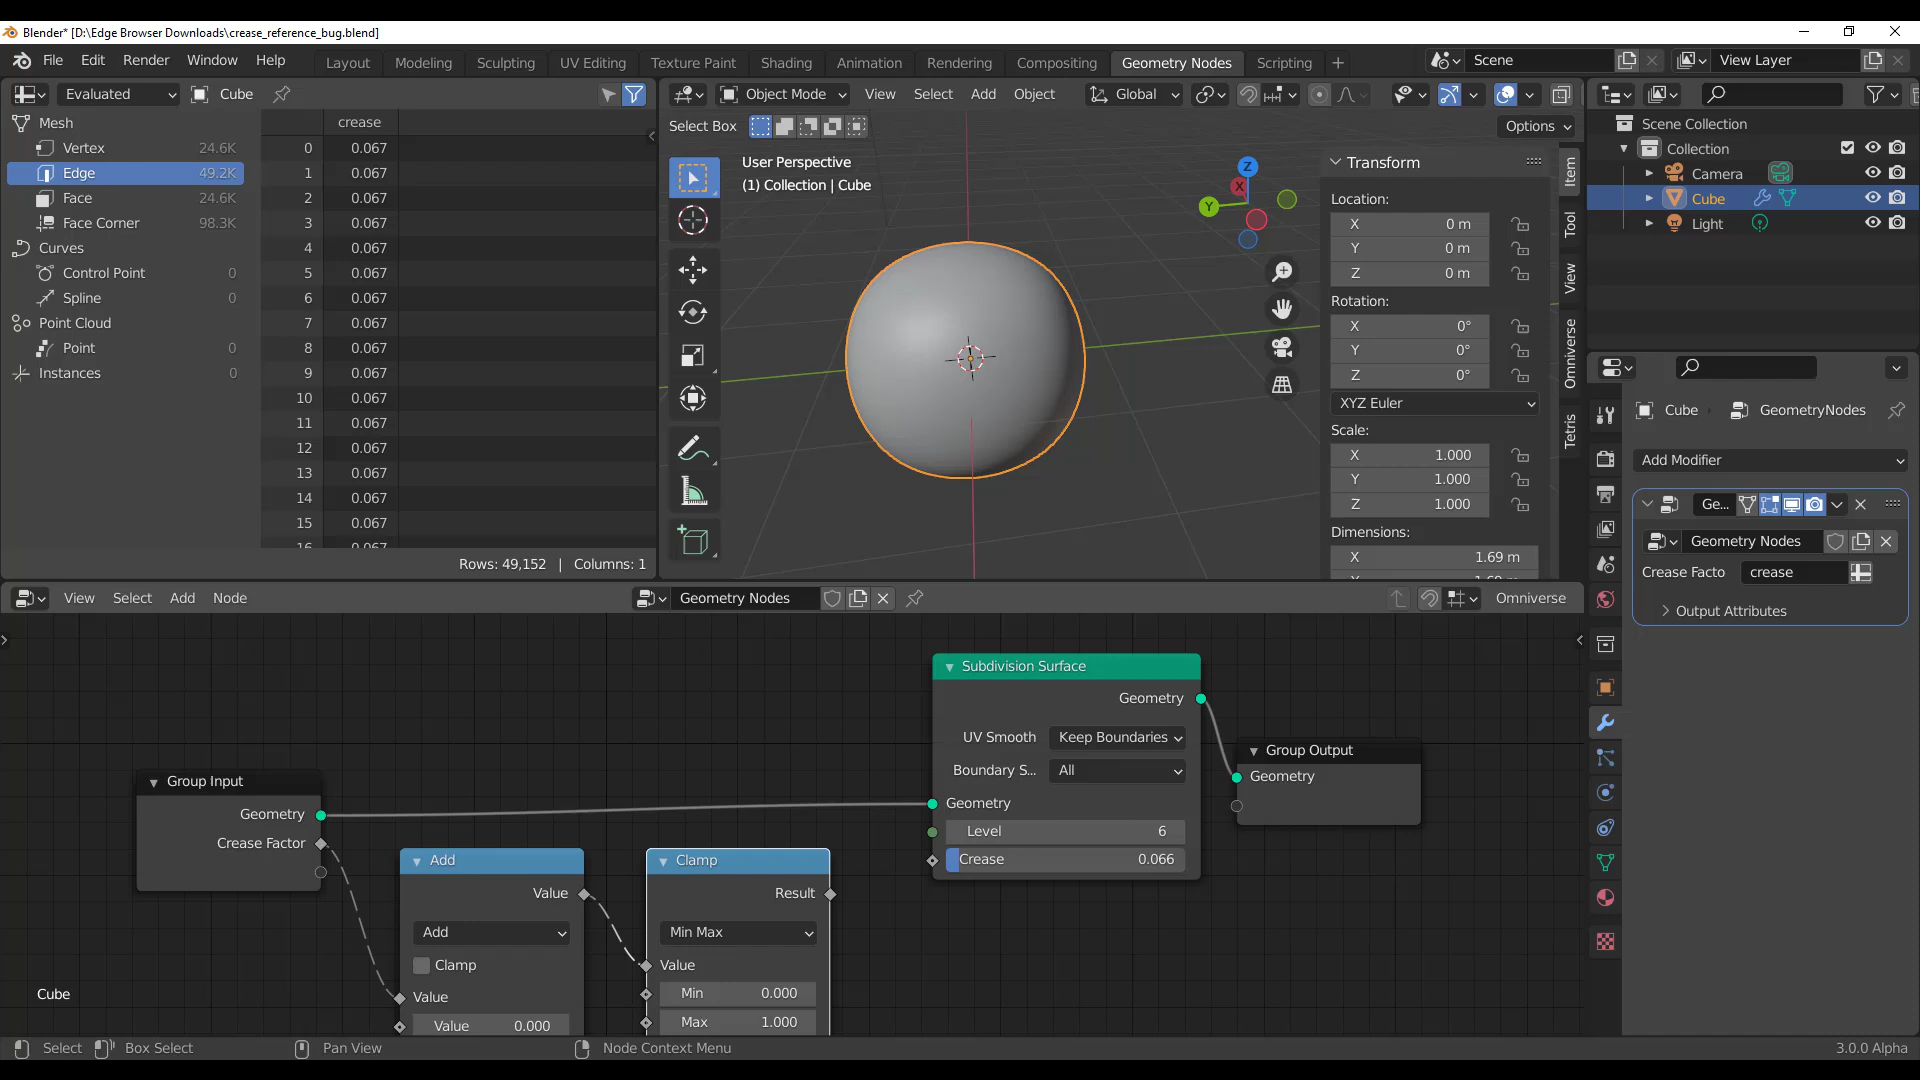 Blender* [D:\Edge Browser Downloads\crease_reference_bug.blend]
File Edit Render Window Help
Layout Modeling Sculpting UV Editing Texture Paint Shading Animation Rendering Compositing Geometry Nodes Scripting +
Scene
View Layer
Evaluated
Cube
Mesh
Vertex 24.6K
Edge 49.2K
Face 24.6K
Face Corner 98.3K
Curves
Control Point 0
Spline 0
Point Cloud
Point 0
Instances 0
crease
0 0.067
1 0.067
2 0.067
3 0.067
4 0.067
5 0.067
6 0.067
7 0.067
8 0.067
9 0.067
10 0.067
11 0.067
12 0.067
13 0.067
14 0.067
15 0.067
16 0.067
Rows: 49,152 | Columns: 1
Object Mode View Select Add Object Global
Select Box
Options
User Perspective
(1) Collection | Cube
Z
X
Y
Transform
Location:
X 0 m
Y 0 m
Z 0 m
Rotation:
X 0°
Y 0°
Z 0°
XYZ Euler
Scale:
X 1.000
Y 1.000
Z 1.000
Dimensions:
X 1.69 m
Y 1.69 m
Item
Tool
View
Omniverse
Tetris
Scene Collection
Collection
Camera
Cube
Light
Cube GeometryNodes
Add Modifier
Ge...
Geometry Nodes
Crease Facto crease
Output Attributes
View Select Add Node
Geometry Nodes
Omniverse
Group Input
Geometry
Crease Factor
Add
Value
Add
Clamp
Value
Value 0.000
Clamp
Result
Min Max
Value
Min 0.000
Max 1.000
Subdivision Surface
Geometry
UV Smooth Keep Boundaries
Boundary S... All
Geometry
Level 6
Crease 0.066
Group Output
Geometry
Cube
Select Box Select Pan View Node Context Menu
3.0.0 Alpha